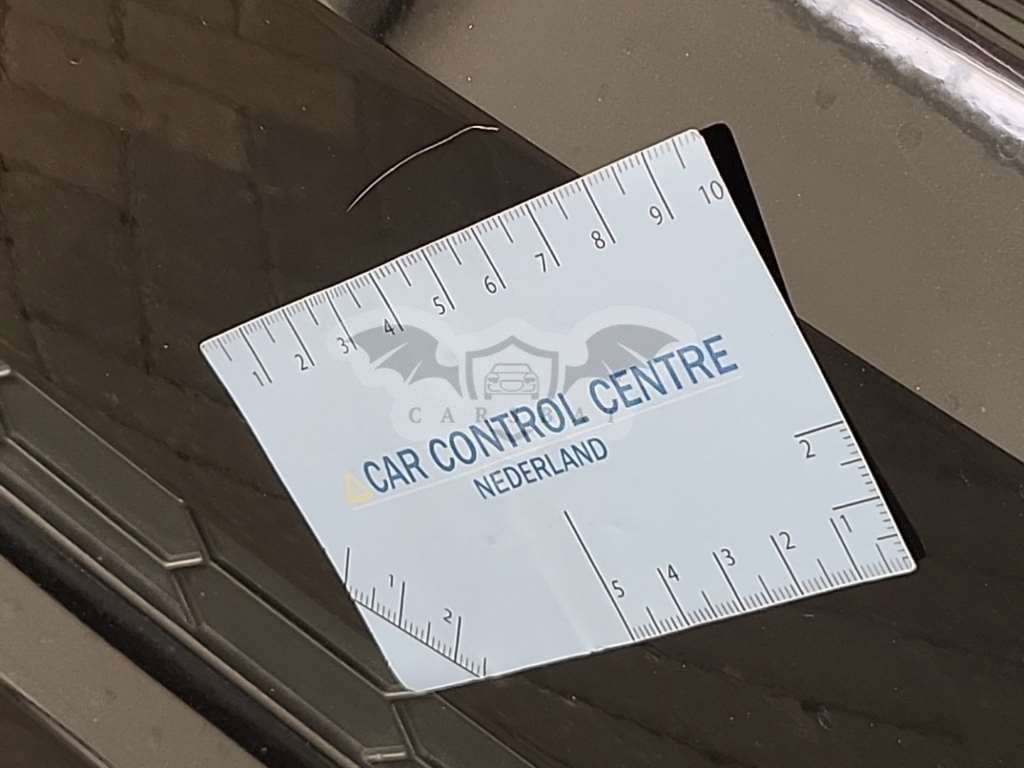 1 2 3 4 5 6 7 8 9 10
CAR CONTROL CENTRE
NEDERLAND
2
1
1 2
5 4 3 2 1